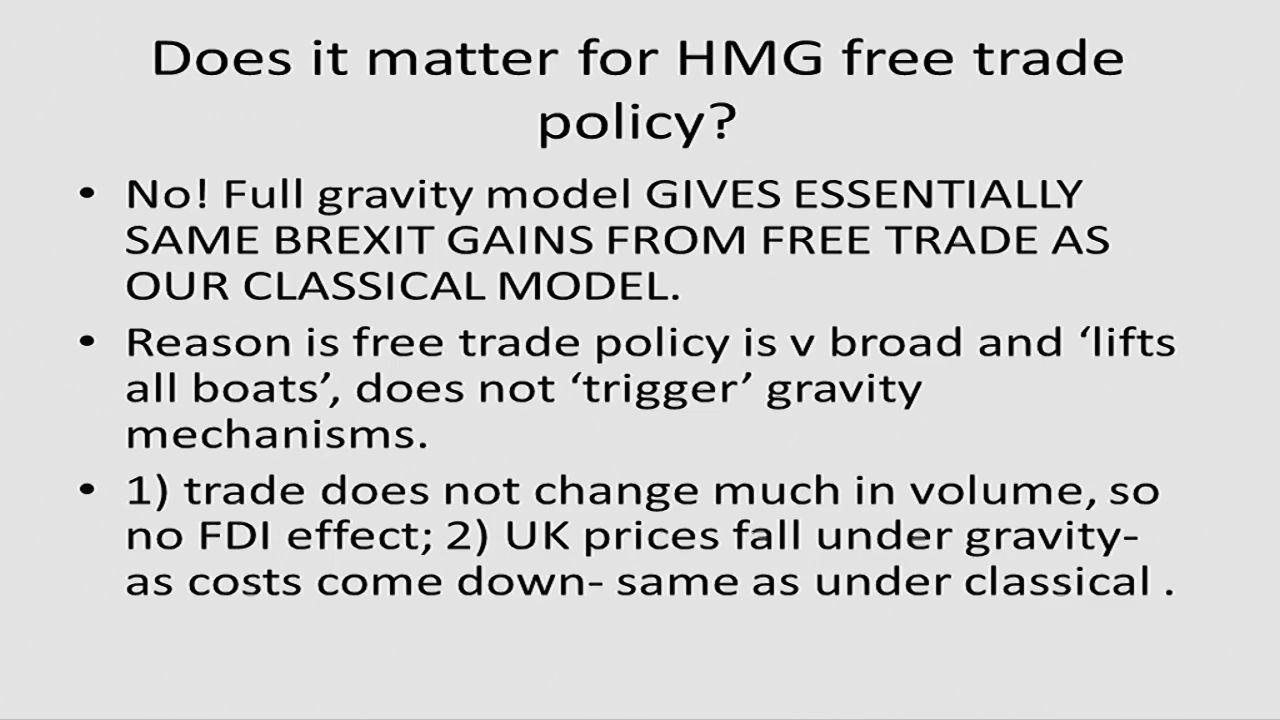 Does it matter for HMG free trade
policy?
• No! Full gravity model GIVES ESSENTIALLY
SAME BREXIT GAINS FROM FREE TRADE AS
OUR CLASSICAL MODEL.
• Reason is free trade policy is v broad and ‘lifts
all boats’, does not ‘trigger’ gravity
mechanisms.
• 1) trade does not change much in volume, so
no FDI effect; 2) UK prices fall under gravity-
as costs come down- same as under classical .